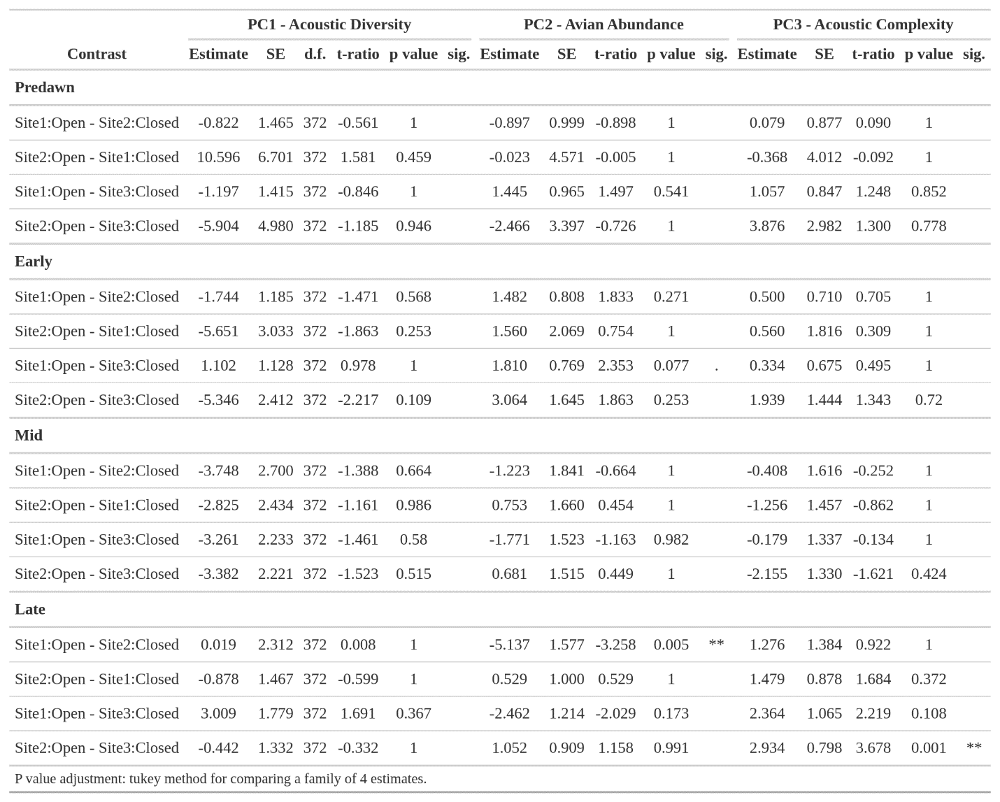 PC1 - Acoustic Diversity PC2 - Avian Abundance PC3 - Acoustic Complexity
Contrast Estimate SE d.f. t-ratio p value sig. Estimate SE t-ratio p value sig. Estimate SE t-ratio p value sig.
Predawn
Site1:Open - Site2:Closed -0.822 1.465 372 -0.561 1 -0.897 0.999 -0.898 1 0.079 0.877 0.090 1
Site2:Open - Site1:Closed 10.596 6.701 372 1.581 0.459 -0.023 4.571 -0.005 1 -0.368 4.012 -0.092 1
Site1:Open - Site3:Closed -1.197 1.415 372 -0.846 1 1.445 0.965 1.497 0.541 1.057 0.847 1.248 0.852
Site2:Open - Site3:Closed -5.904 4.980 372 -1.185 0.946 -2.466 3.397 -0.726 1 3.876 2.982 1.300 0.778
Early
Site1:Open - Site2:Closed -1.744 1.185 372 -1.471 0.568 1.482 0.808 1.833 0.271 0.500 0.710 0.705 1
Site2:Open - Site1:Closed -5.651 3.033 372 -1.863 0.253 1.560 2.069 0.754 1 0.560 1.816 0.309 1
Site1:Open - Site3:Closed 1.102 1.128 372 0.978 1 1.810 0.769 2.353 0.077 . 0.334 0.675 0.495 1
Site2:Open - Site3:Closed -5.346 2.412 372 -2.217 0.109 3.064 1.645 1.863 0.253 1.939 1.444 1.343 0.72
Mid
Site1:Open - Site2:Closed -3.748 2.700 372 -1.388 0.664 -1.223 1.841 -0.664 1 -0.408 1.616 -0.252 1
Site2:Open - Site1:Closed -2.825 2.434 372 -1.161 0.986 0.753 1.660 0.454 1 -1.256 1.457 -0.862 1
Site1:Open - Site3:Closed -3.261 2.233 372 -1.461 0.58 -1.771 1.523 -1.163 0.982 -0.179 1.337 -0.134 1
Site2:Open - Site3:Closed -3.382 2.221 372 -1.523 0.515 0.681 1.515 0.449 1 -2.155 1.330 -1.621 0.424
Late
Site1:Open - Site2:Closed 0.019 2.312 372 0.008 1 -5.137 1.577 -3.258 0.005 ** 1.276 1.384 0.922 1
Site2:Open - Site1:Closed -0.878 1.467 372 -0.599 1 0.529 1.000 0.529 1 1.479 0.878 1.684 0.372
Site1:Open - Site3:Closed 3.009 1.779 372 1.691 0.367 -2.462 1.214 -2.029 0.173 2.364 1.065 2.219 0.108
Site2:Open - Site3:Closed -0.442 1.332 372 -0.332 1 1.052 0.909 1.158 0.991 2.934 0.798 3.678 0.001 **
P value adjustment: tukey method for comparing a family of 4 estimates.